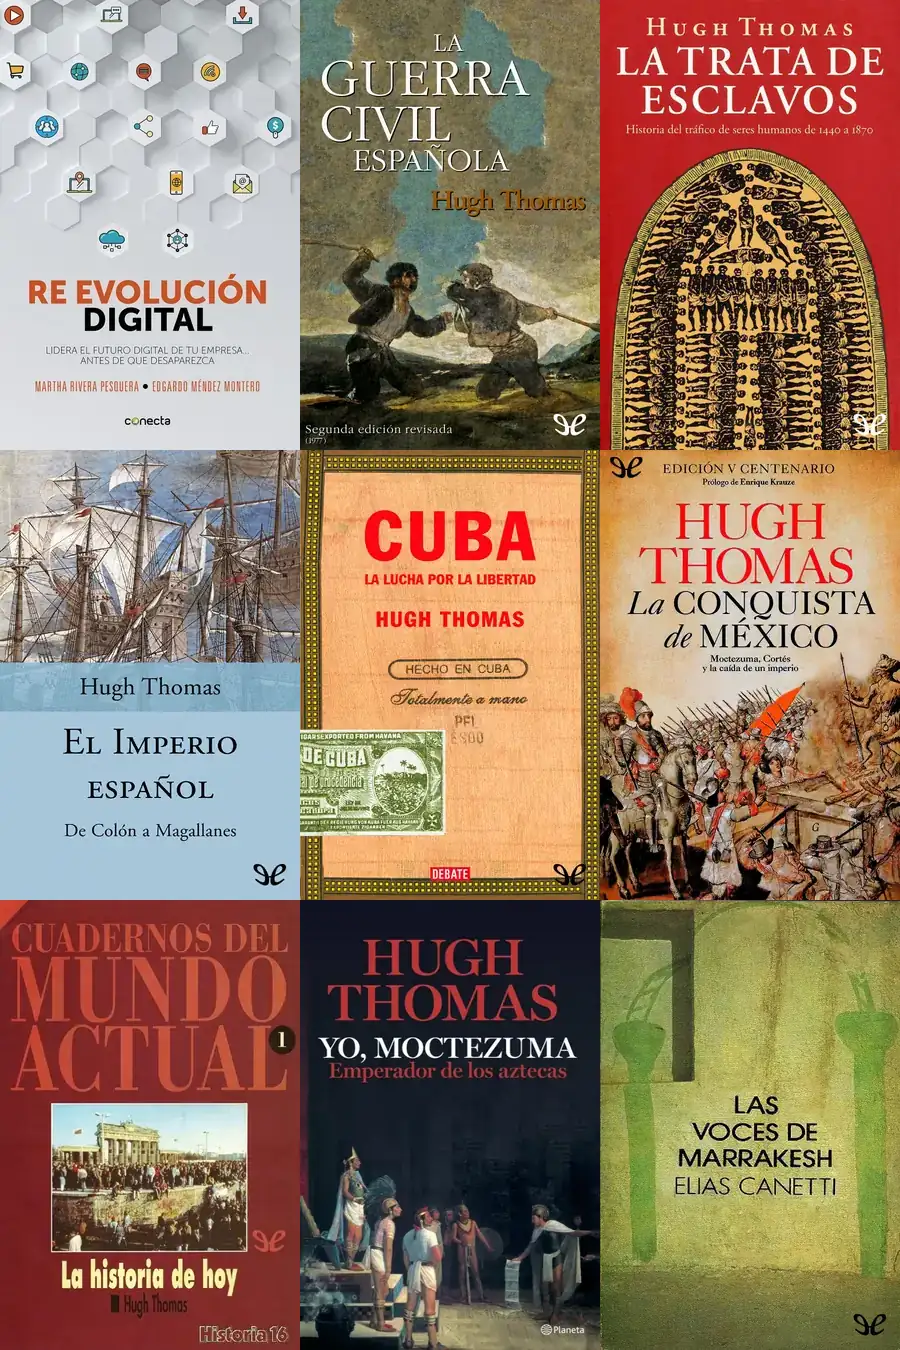 RE EVOLUCIÓN
DIGITAL
LIDERA EL FUTURO DIGITAL DE TU EMPRESA...
ANTES DE QUE DESAPAREZCA
MARTHA RIVERA PESQUERA • EDGARDO MÉNDEZ MONTERO
conecta
LA
GUERRA
CIVIL
ESPAÑOLA
Hugh Thomas
Segunda edición revisada
(1977)
HUGH THOMAS
LA TRATA DE
ESCLAVOS
Historia del tráfico de seres humanos de 1440 a 1870
Hugh Thomas
EL IMPERIO
ESPAÑOL
De Colón a Magallanes
CUBA
LA LUCHA POR LA LIBERTAD
HUGH THOMAS
HECHO EN CUBA
Totalmente a mano
DE CUBA
DEBATE
EDICIÓN V CENTENARIO
Prólogo de Enrique Krauze
HUGH
THOMAS
La CONQUISTA
de MÉXICO
Moctezuma, Cortés
y la caída de un imperio
G
CUADERNOS DEL
MUNDO
ACTUAL
1
La historia de hoy
Hugh Thomas
Historia 16
HUGH
THOMAS
YO, MOCTEZUMA
Emperador de los aztecas
Planeta
LAS
VOCES DE
MARRAKESH
ELIAS CANETTI